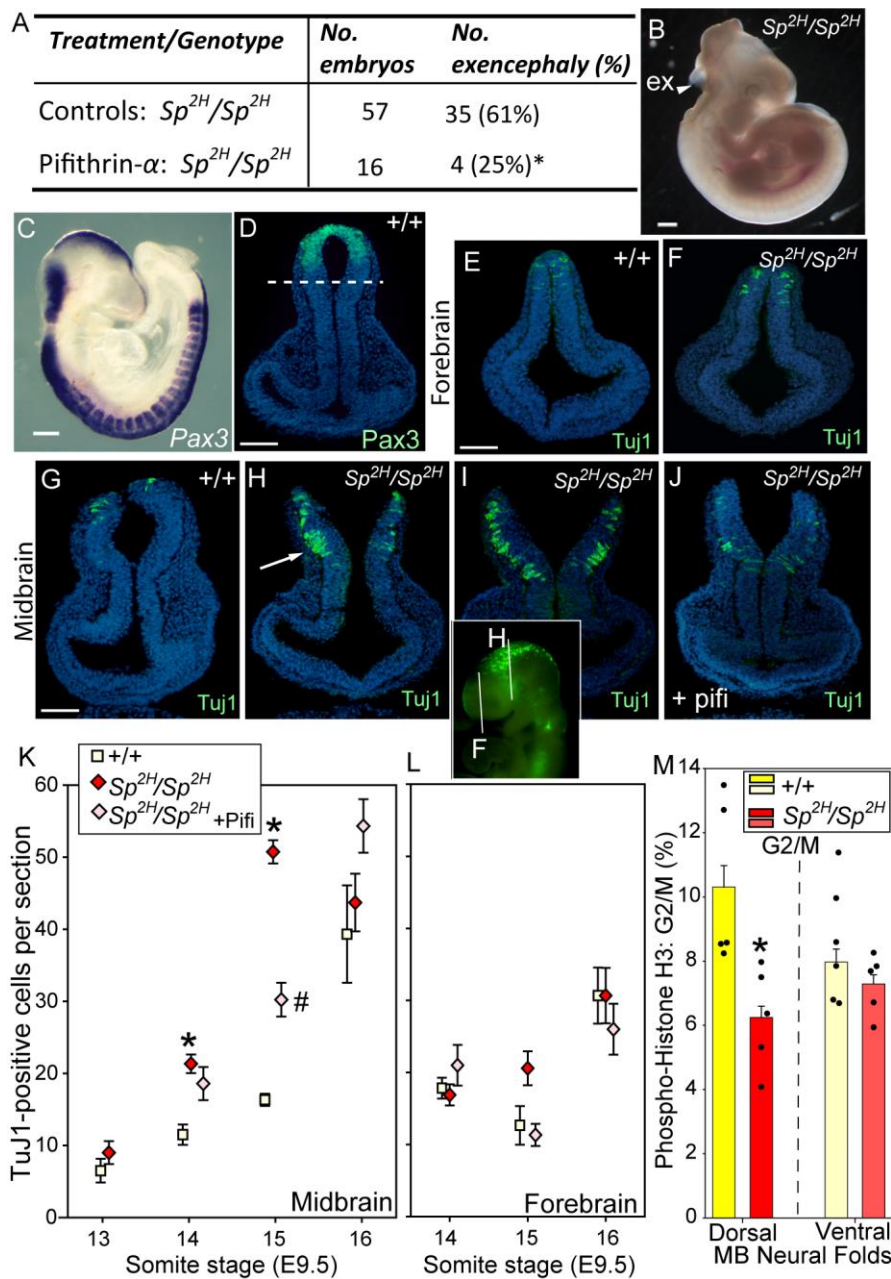 A
Treatment/Genotype No. embryos No. exencephaly (%)
Controls: Sp2H/Sp2H 57 35 (61%)
Pifithrin-α: Sp2H/Sp2H 16 4 (25%)*
B Sp2H/Sp2H
ex
C
Pax3
D +/+
Pax3
Forebrain
E +/+
Tuj1
F Sp2H/Sp2H
Tuj1
Midbrain
G +/+
Tuj1
H Sp2H/Sp2H
Tuj1
I Sp2H/Sp2H
Tuj1
J Sp2H/Sp2H
+ pifi Tuj1
H
F
K
+/+
Sp2H/Sp2H
Sp2H/Sp2H +Pifi
TuJ1-positive cells per section
60
50
40
30
20
10
0
*
*
#
Midbrain
13 14 15 16
Somite stage (E9.5)
L
Forebrain
14 15 16
Somite stage (E9.5)
M
+/+
Sp2H/Sp2H
G2/M
Phospho-Histone H3: G2/M (%)
14
12
10
8
6
4
2
0
*
Dorsal Ventral
MB Neural Folds